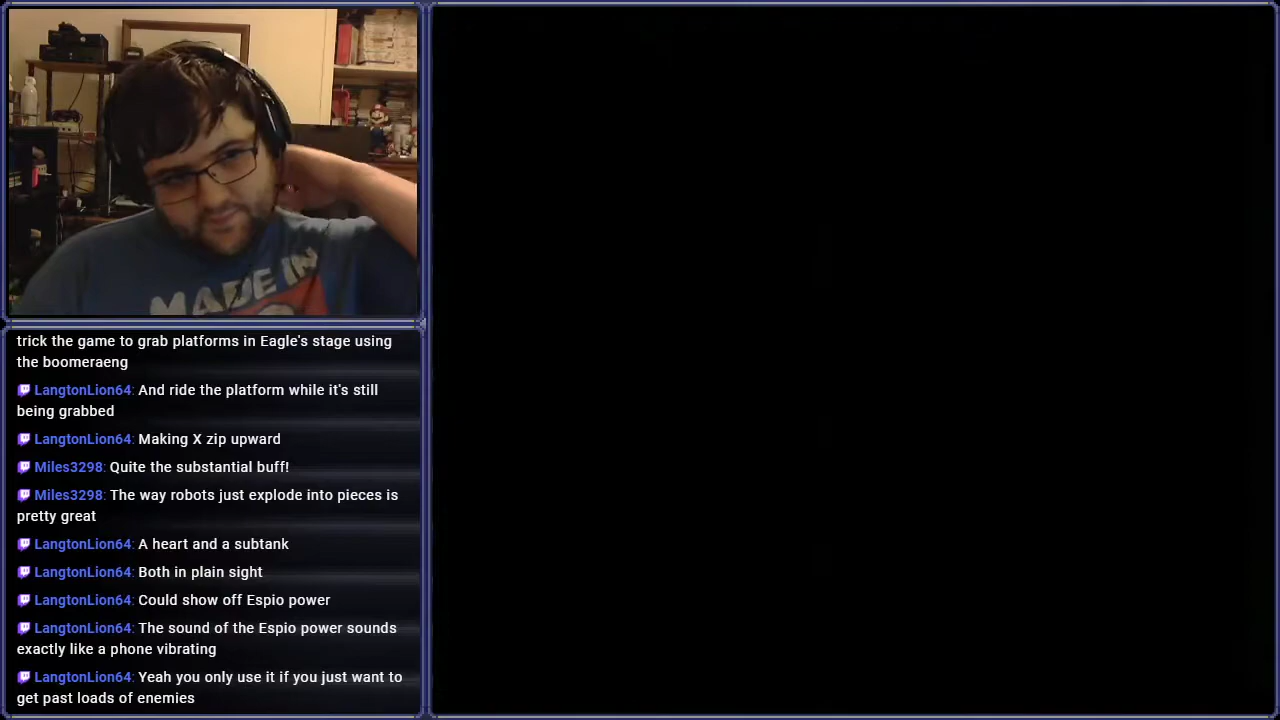 MADE IN
trick the game to grab platforms in Eagle's stage using
the boomeraeng
LangtonLion64: And ride the platform while it's still
being grabbed
LangtonLion64: Making X zip upward
Miles3298: Quite the substantial buff!
Miles3298: The way robots just explode into pieces is
pretty great
LangtonLion64: A heart and a subtank
LangtonLion64: Both in plain sight
LangtonLion64: Could show off Espio power
LangtonLion64: The sound of the Espio power sounds
exactly like a phone vibrating
LangtonLion64: Yeah you only use it if you just want to
get past loads of enemies